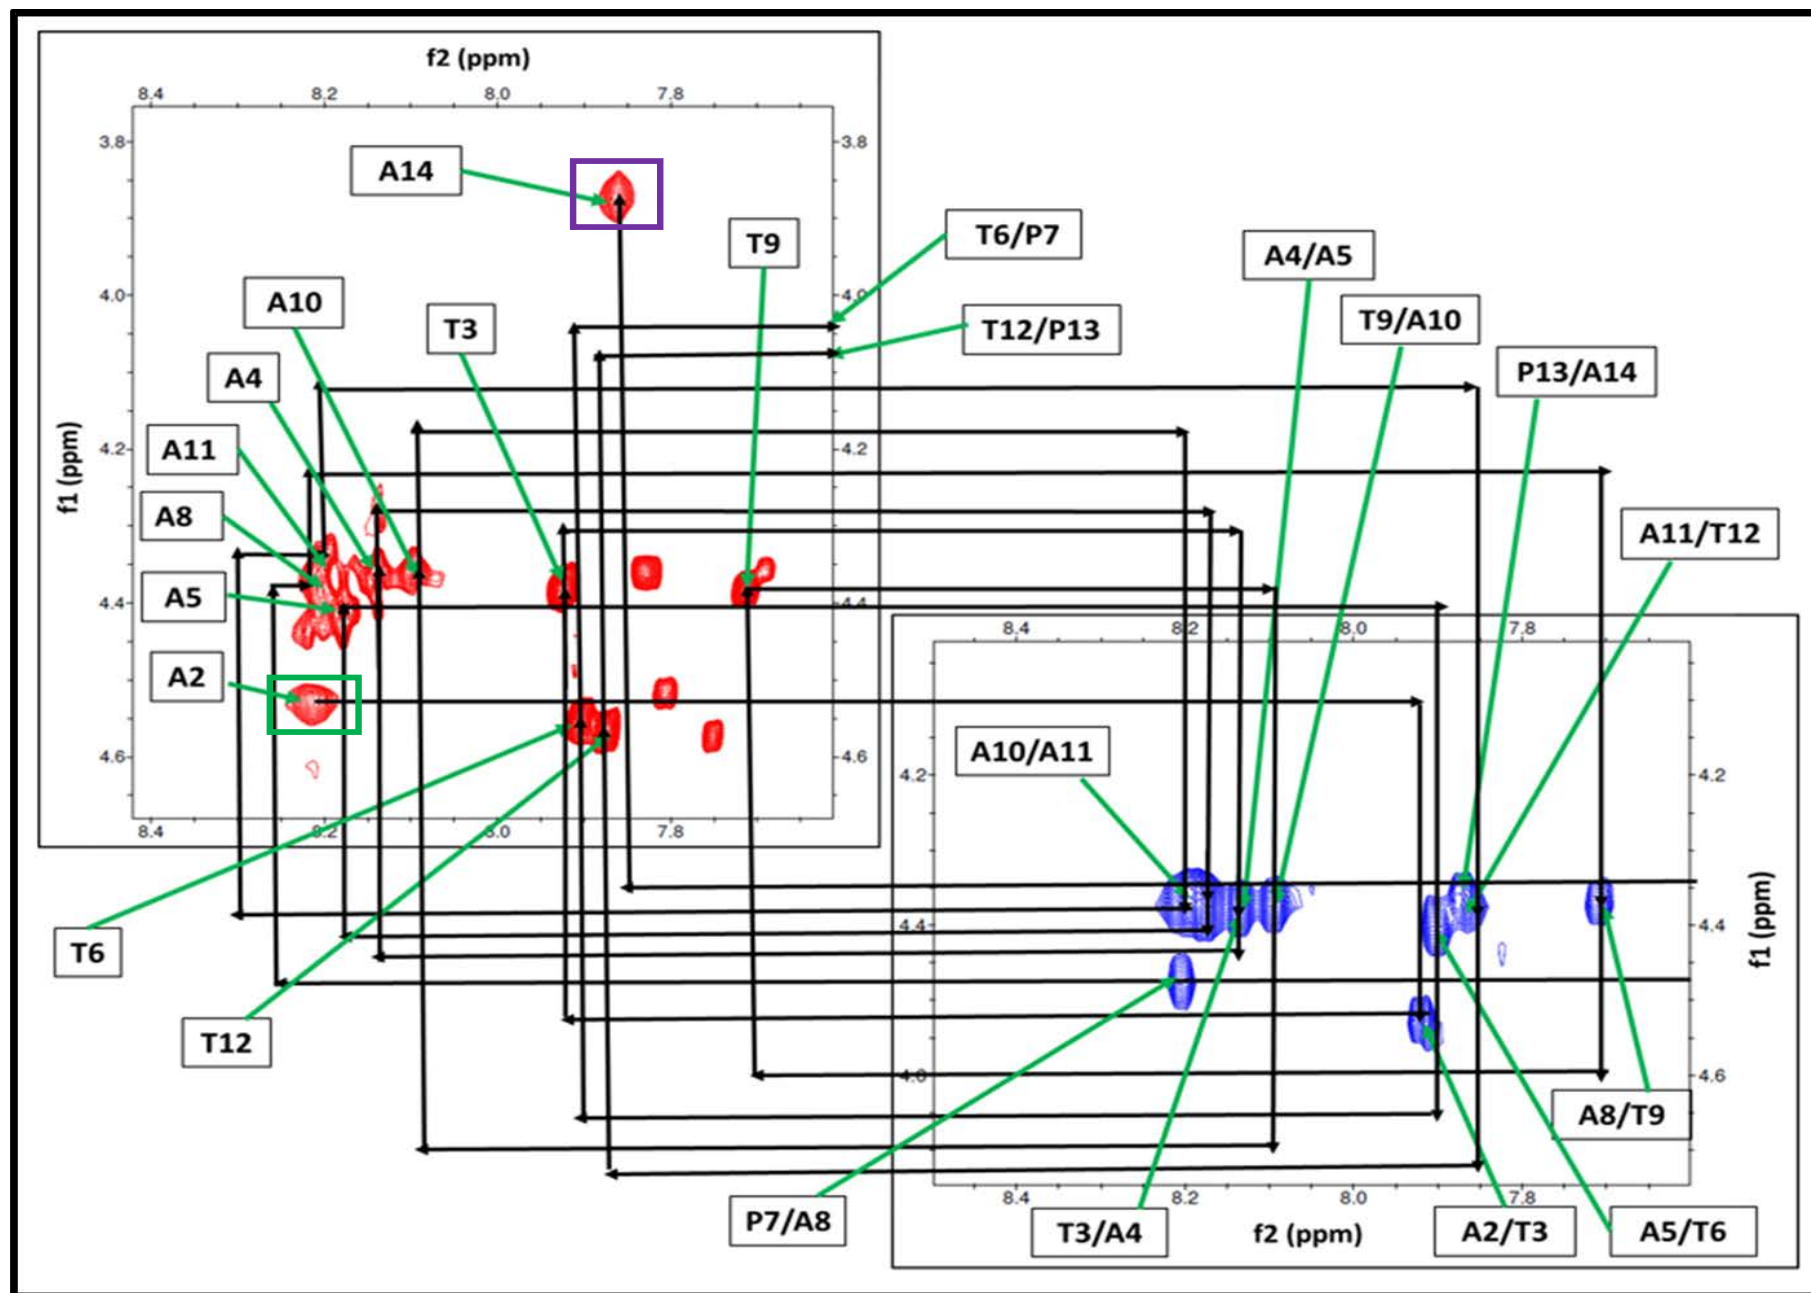 f2 (ppm)
8.4 8.2 8.0 7.8
3.8 3.8
A14
T9
T6/P7
A4/A5
A10
4.0 4.0
T9/A10
T3
T12/P13
A4
P13/A14
A11
4.2 4.2
f1 (ppm)
A8
A11/T12
A5
4.4 4.4
8.4 8.2 8.0 7.8
A2
A10/A11
4.6 4.6
4.2 4.2
8.4 8.2 8.0 7.8
f1 (ppm)
4.4 4.4
T6
T12
4.6
A8/T9
8.4 8.2 8.0 7.8
P7/A8
T3/A4
f2 (ppm)
A2/T3
A5/T6